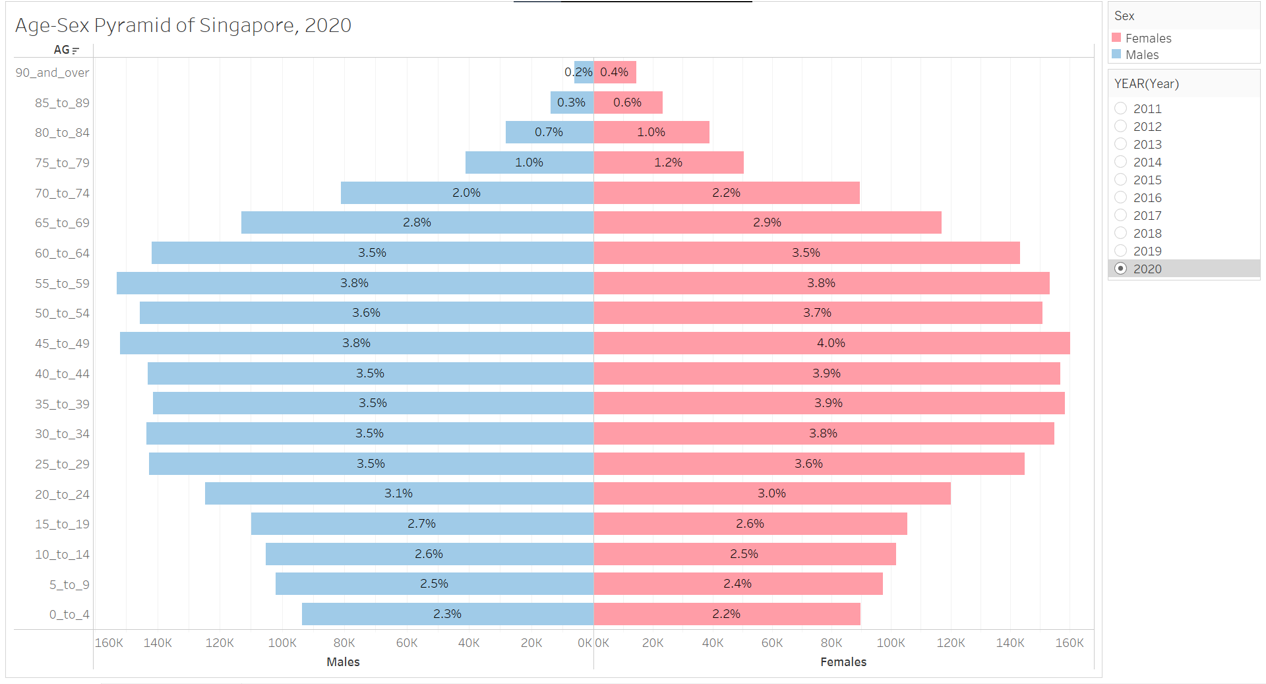 Age-Sex Pyramid of Singapore, 2020
AG
90_and_over 0.2% 0.4%
85_to_89 0.3% 0.6%
80_to_84 0.7% 1.0%
75_to_79 1.0% 1.2%
70_to_74 2.0% 2.2%
65_to_69 2.8% 2.9%
60_to_64 3.5% 3.5%
55_to_59 3.8% 3.8%
50_to_54 3.6% 3.7%
45_to_49 3.8% 4.0%
40_to_44 3.5% 3.9%
35_to_39 3.5% 3.9%
30_to_34 3.5% 3.8%
25_to_29 3.5% 3.6%
20_to_24 3.1% 3.0%
15_to_19 2.7% 2.6%
10_to_14 2.6% 2.5%
5_to_9 2.5% 2.4%
0_to_4 2.3% 2.2%
160K 140K 120K 100K 80K 60K 40K 20K 0K 0K 20K 40K 60K 80K 100K 120K 140K 160K
Males Females
Sex
Females
Males
YEAR(Year)
2011
2012
2013
2014
2015
2016
2017
2018
2019
2020